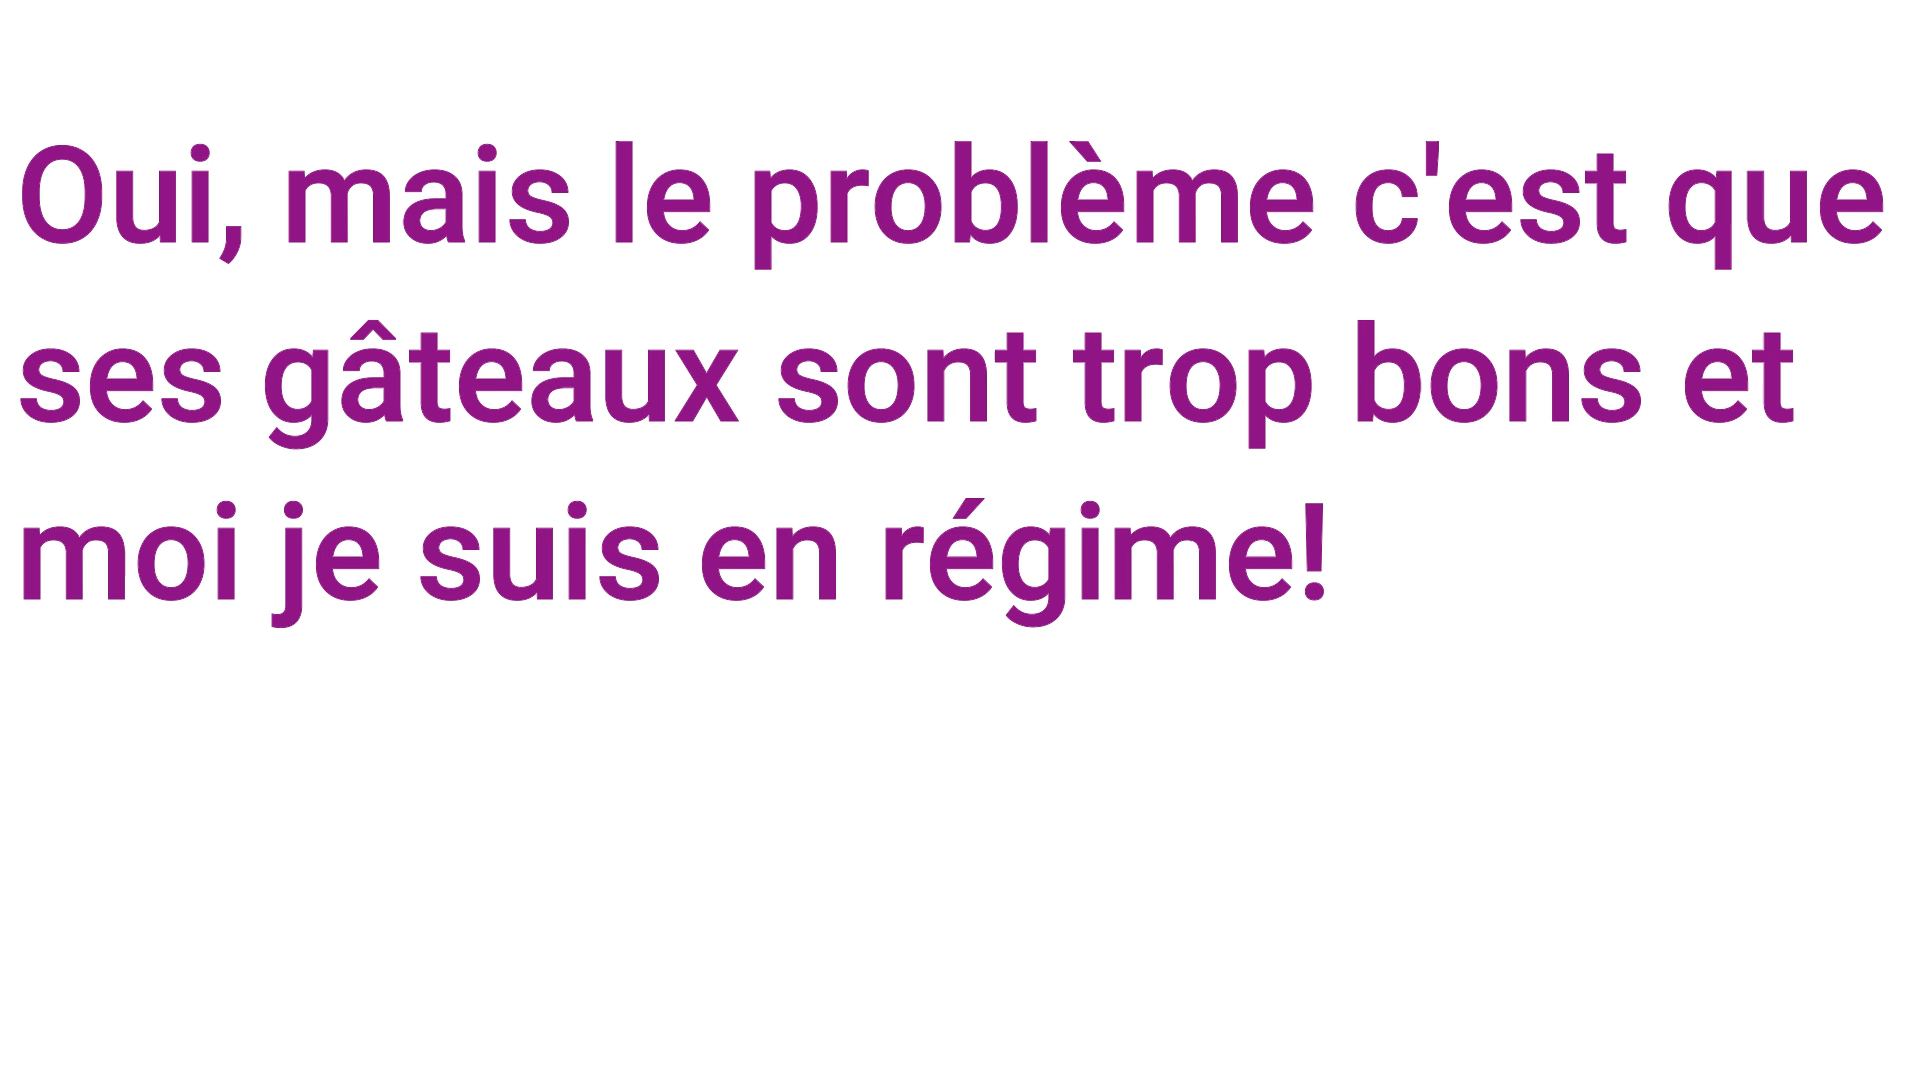 Oui, mais le problème c'est que
ses gâteaux sont trop bons et
moi je suis en régime!